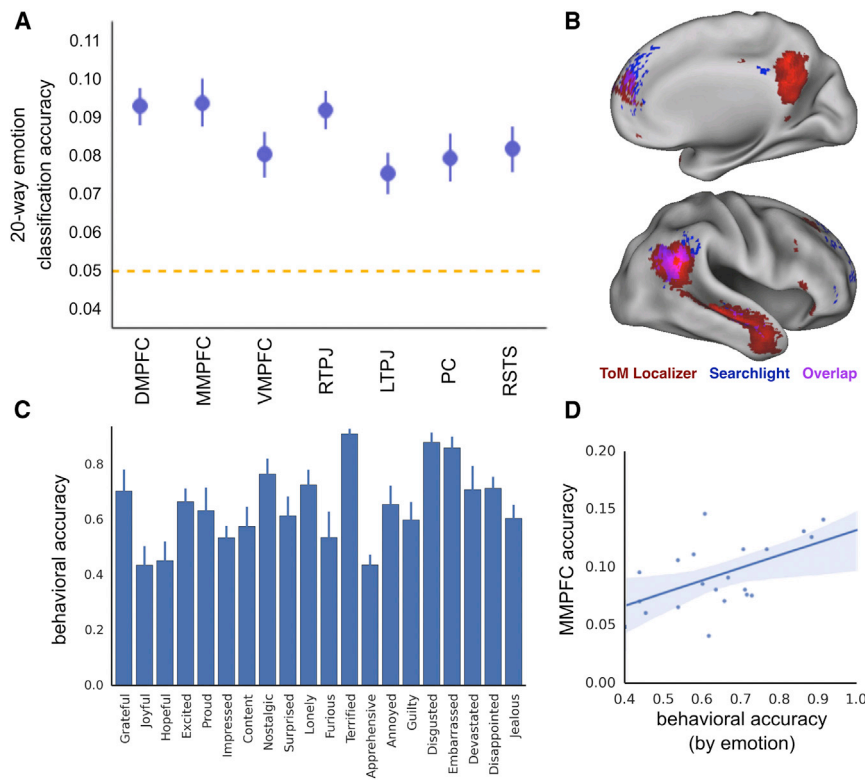 A
20-way emotion
classification accuracy
0.11
0.10
0.09
0.08
0.07
0.06
0.05
0.04
DMPFC
MMPFC
VMPFC
RTPJ
LTPJ
PC
RSTS
B
ToM Localizer Searchlight Overlap
C
behavioral accuracy
0.8
0.6
0.4
0.2
0.0
Grateful
Joyful
Hopeful
Excited
Proud
Impressed
Content
Nostalgic
Surprised
Lonely
Furious
Terrified
Apprehensive
Annoyed
Guilty
Disgusted
Embarrassed
Devastated
Disappointed
Jealous
D
MMPFC accuracy
0.20
0.15
0.10
0.05
0.00
0.4 0.5 0.6 0.7 0.8 0.9 1.0
behavioral accuracy
(by emotion)